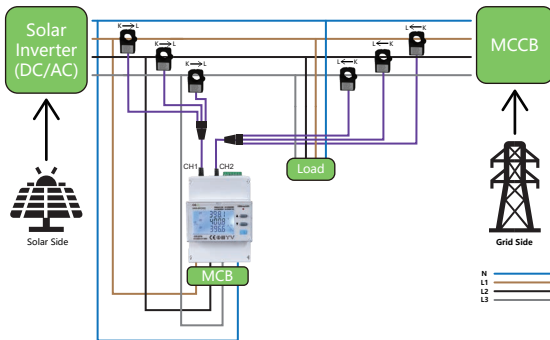 Solar
Inverter
(DC/AC)
K L
K L
K L
L K
L K
L K
MCCB
CH1
CH2
Load
Solar Side
Grid Side
MCB
N
L1
L2
L3